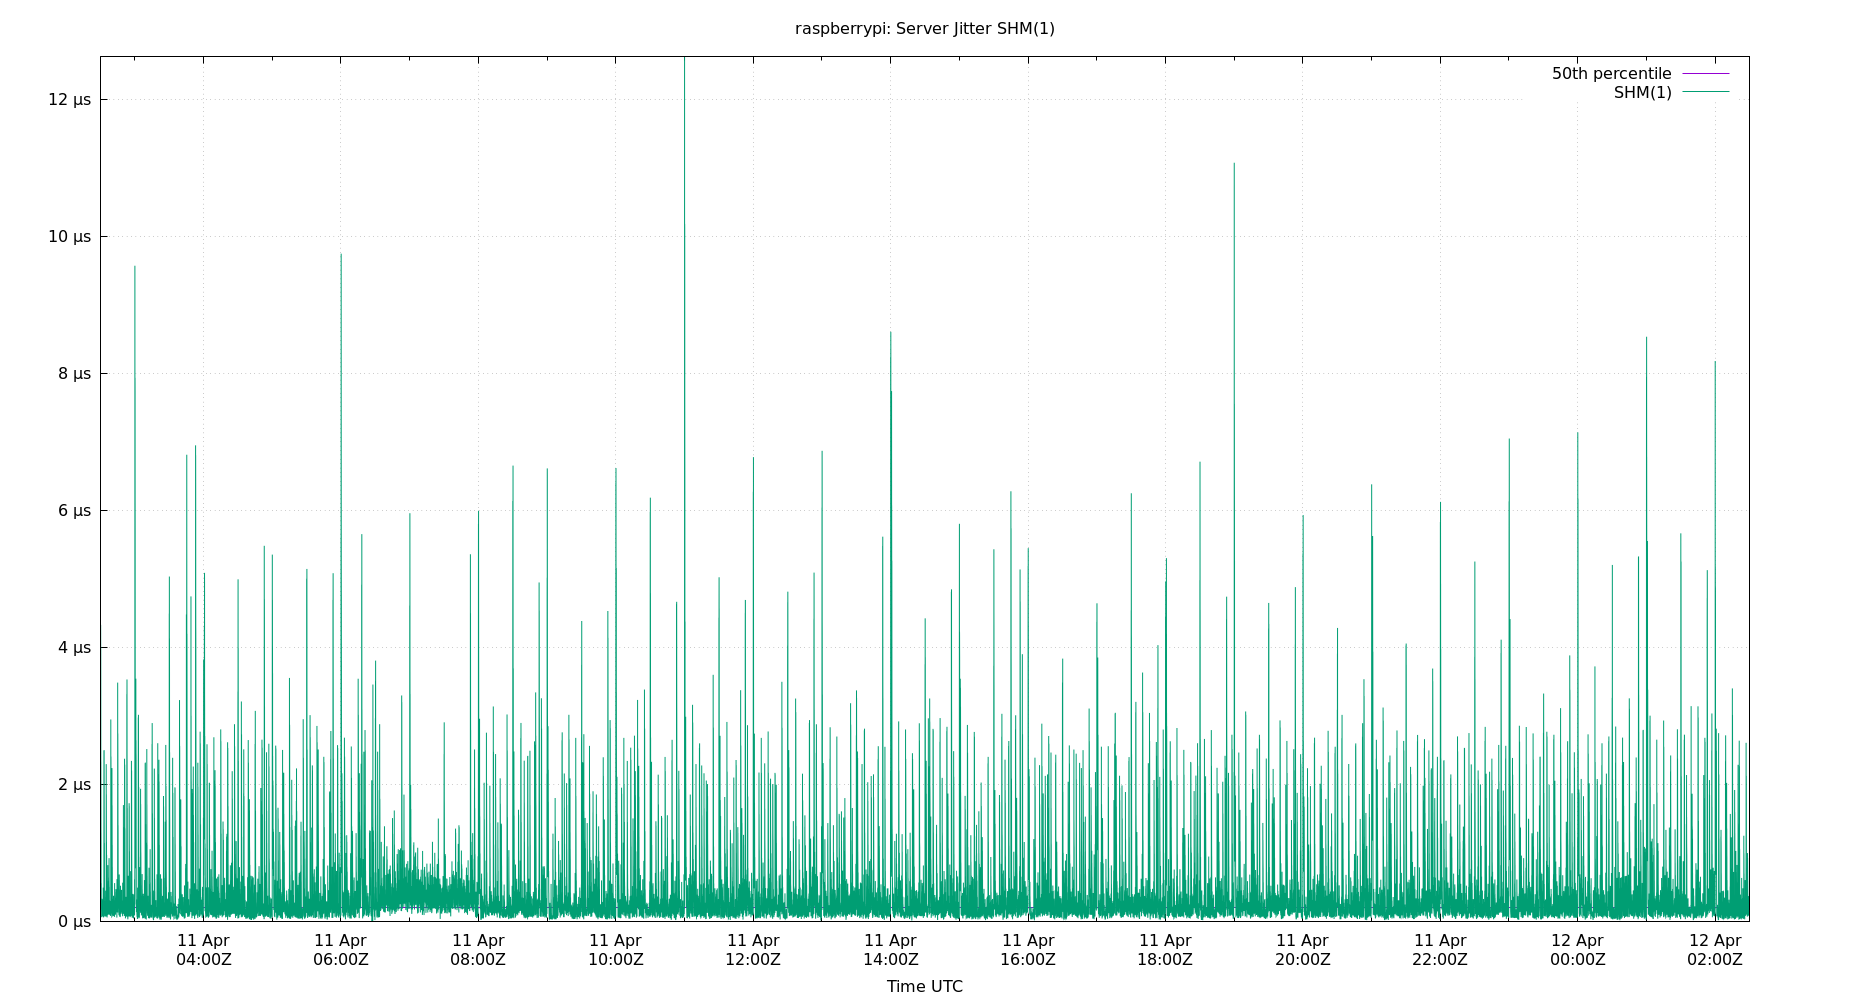 raspberrypi: Server Jitter SHM(1)
50th percentile
SHM(1)
12 µs
10 µs
8 µs
6 µs
4 µs
2 µs
0 µs
11 Apr 11 Apr 11 Apr 11 Apr 11 Apr 11 Apr 11 Apr 11 Apr 11 Apr 11 Apr 12 Apr 12 Apr
04:00Z 06:00Z 08:00Z 10:00Z 12:00Z 14:00Z 16:00Z 18:00Z 20:00Z 22:00Z 00:00Z 02:00Z
Time UTC